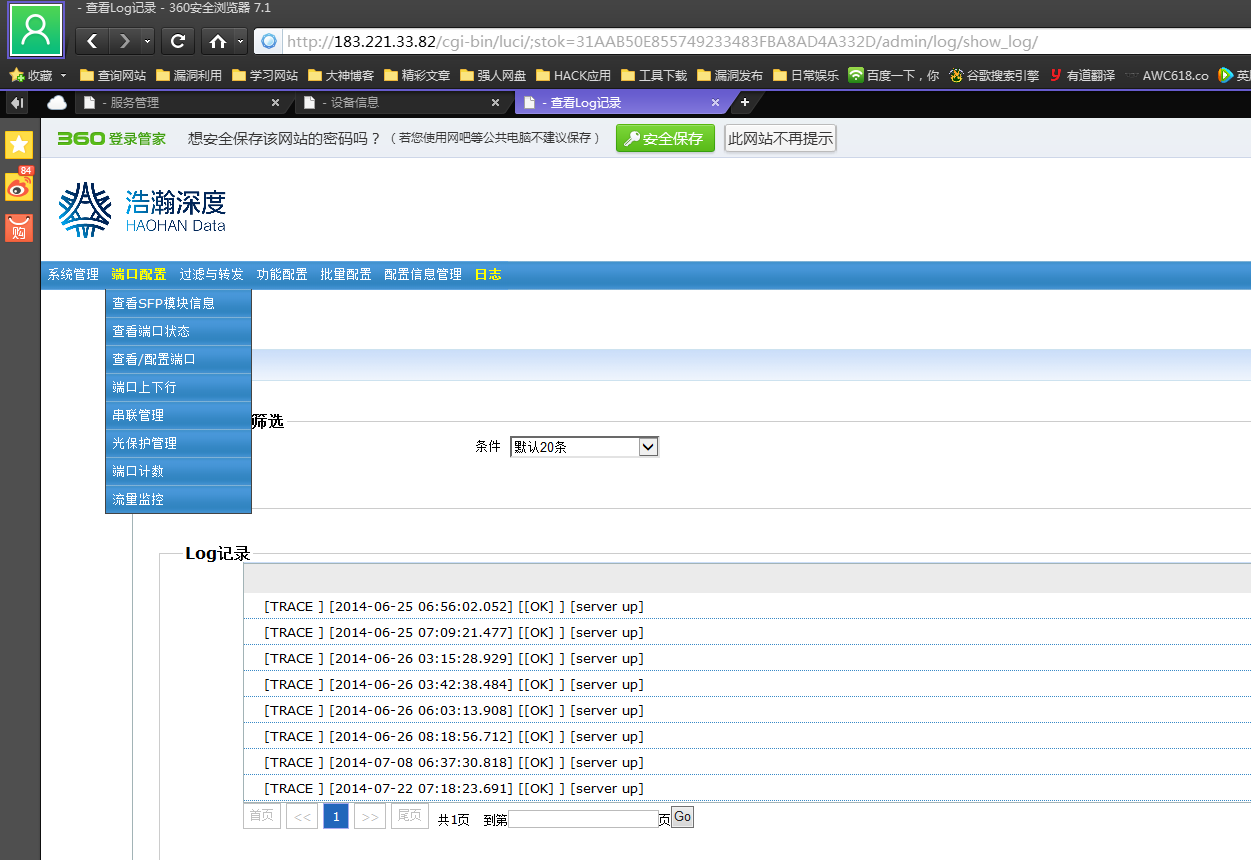 - 查看Log记录 - 360安全浏览器 7.1
http://183.221.33.82/cgi-bin/luci/;stok=31AAB50E855749233483FBA8AD4A332D/admin/log/show_log/
收藏 查询网站 漏洞利用 学习网站 大神博客 精彩文章 强人网盘 HACK应用 工具下载 漏洞发布 日常娱乐 百度一下，你 谷歌搜索引擎 有道翻译 AWC618.co 英
- 服务管理 - 设备信息 - 查看Log记录
360 登录管家 想安全保存该网站的密码吗？（若您使用网吧等公共电脑不建议保存） 安全保存 此网站不再提示
84
购
浩瀚深度
HAOHAN Data
系统管理 端口配置 过滤与转发 功能配置 批量配置 配置信息管理 日志
查看SFP模块信息
查看端口状态
查看/配置端口
端口上下行
串联管理
光保护管理
端口计数
流量监控
筛选
条件 默认20条
Log记录
[TRACE ] [2014-06-25 06:56:02.052] [[OK] ] [server up]
[TRACE ] [2014-06-25 07:09:21.477] [[OK] ] [server up]
[TRACE ] [2014-06-26 03:15:28.929] [[OK] ] [server up]
[TRACE ] [2014-06-26 03:42:38.484] [[OK] ] [server up]
[TRACE ] [2014-06-26 06:03:13.908] [[OK] ] [server up]
[TRACE ] [2014-06-26 08:18:56.712] [[OK] ] [server up]
[TRACE ] [2014-07-08 06:37:30.818] [[OK] ] [server up]
[TRACE ] [2014-07-22 07:18:23.691] [[OK] ] [server up]
首页 << 1 >> 尾页 共1页 到第 页 Go